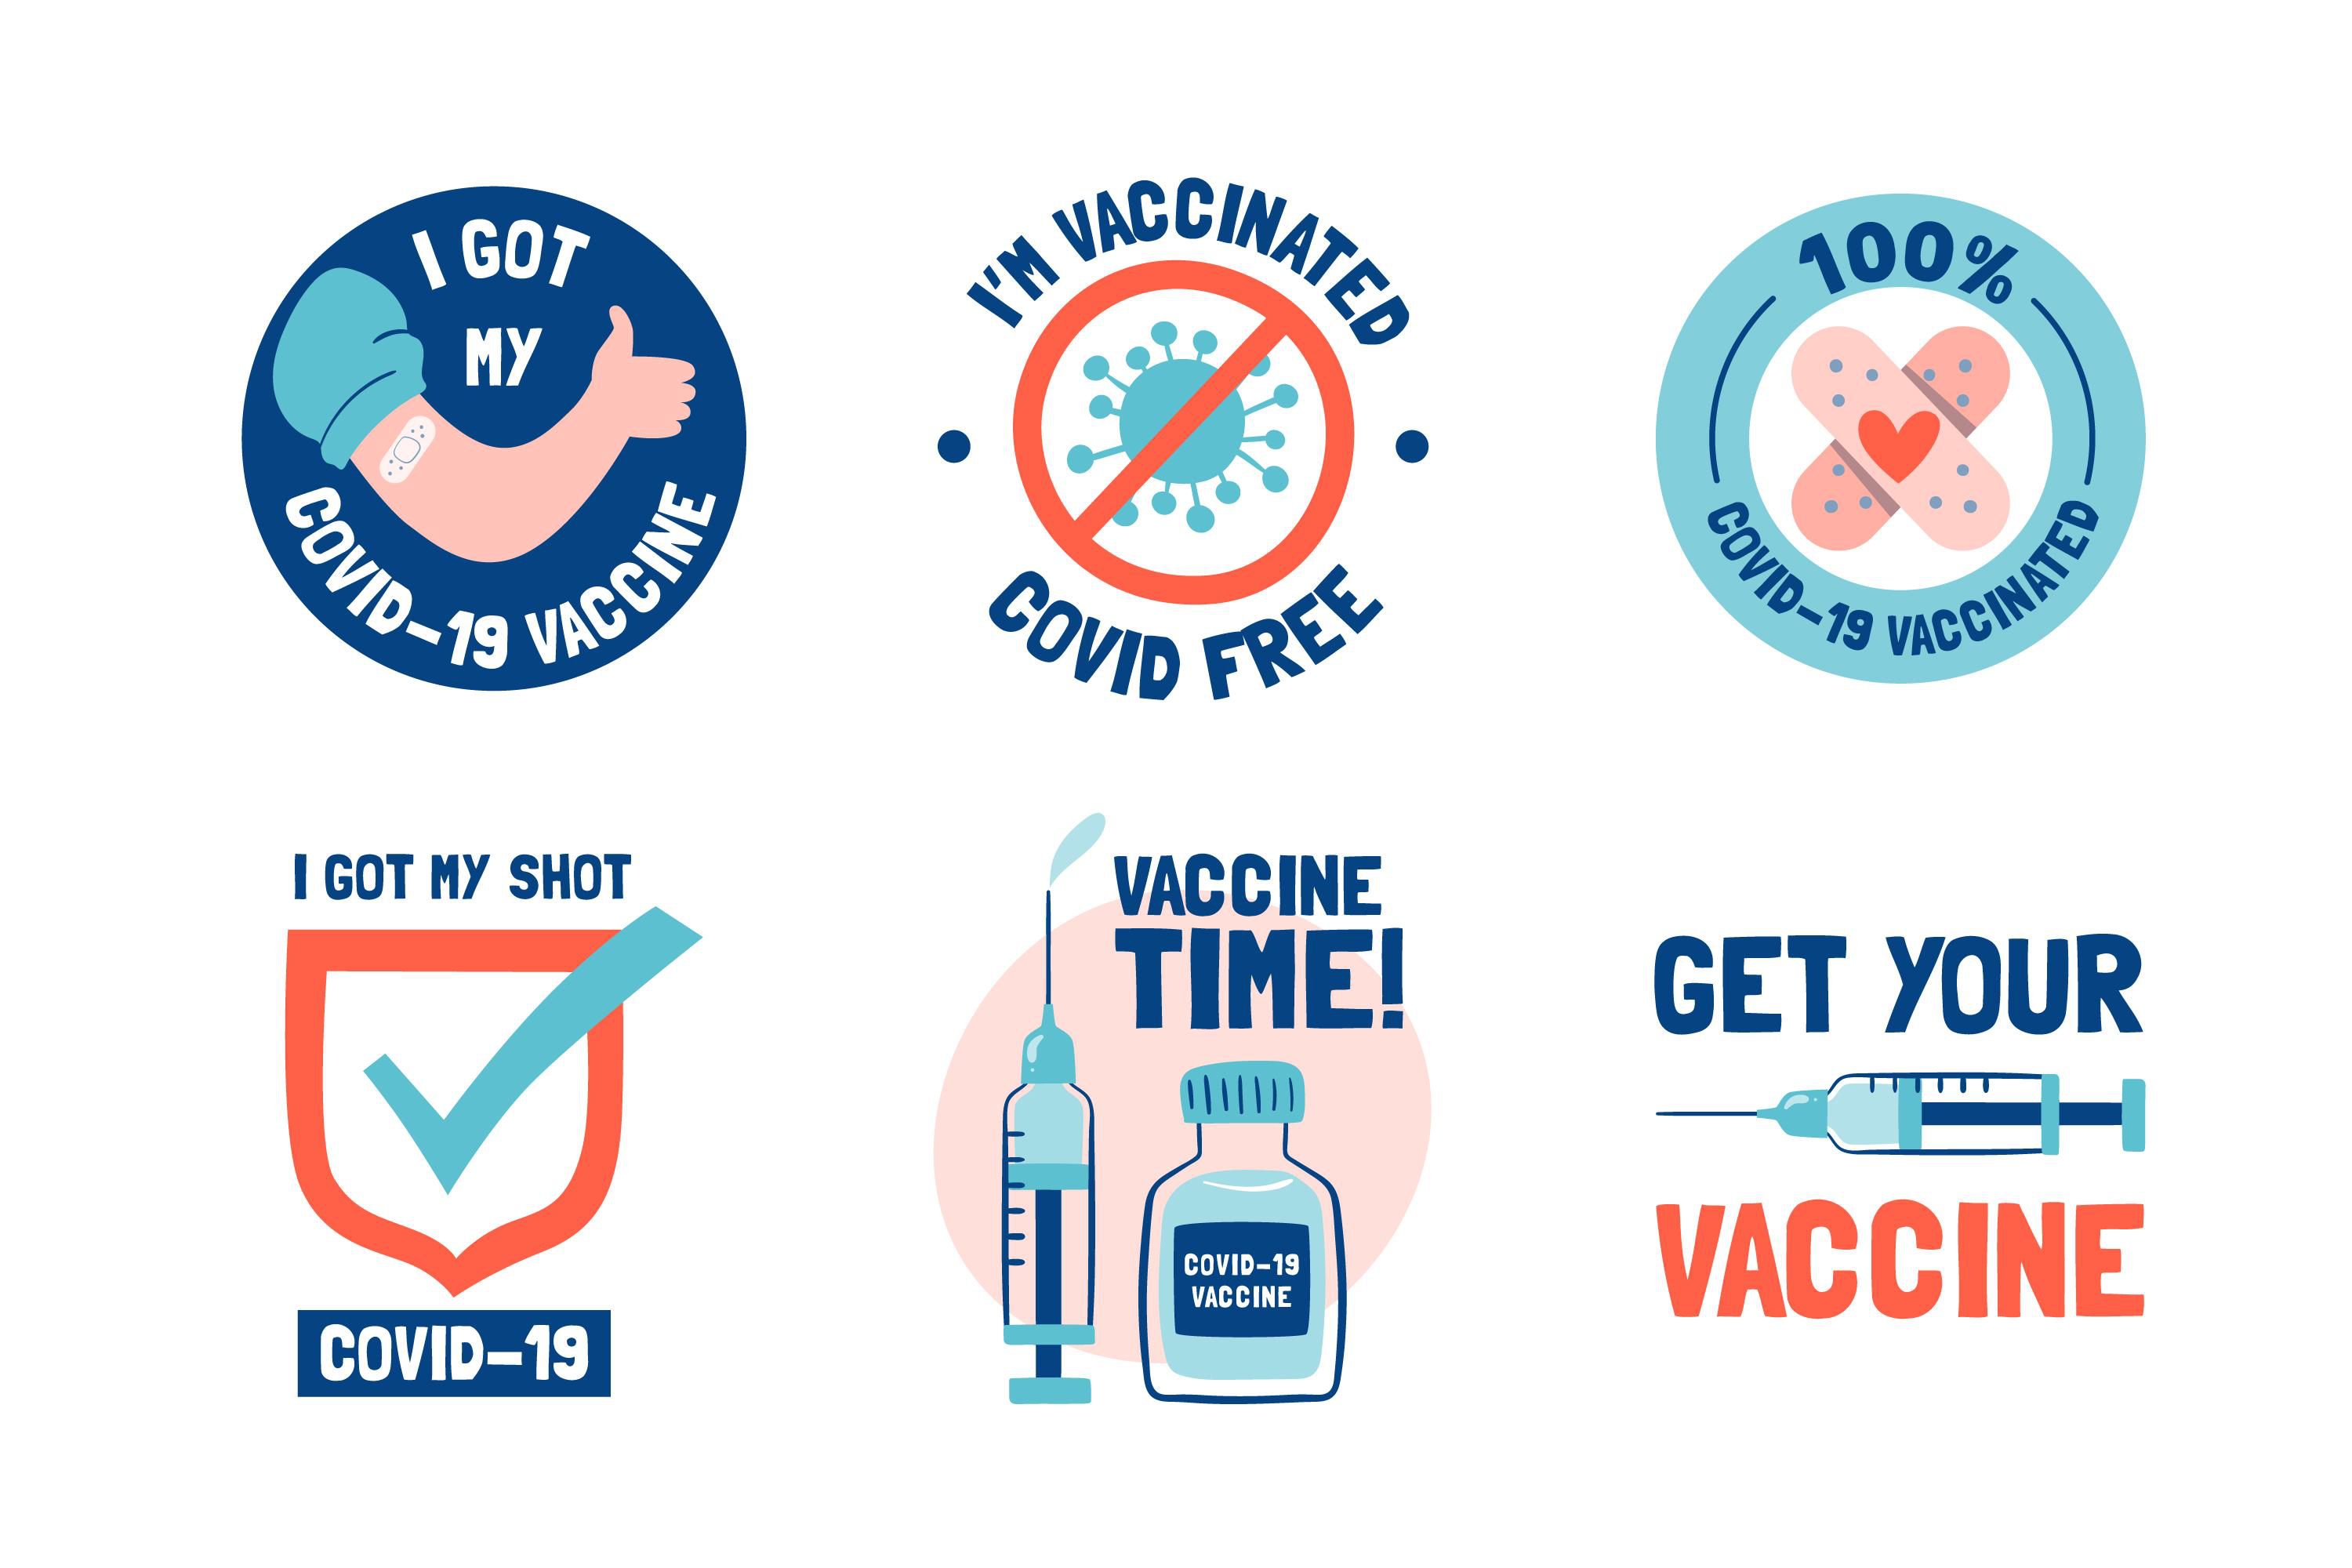 I GOT
MY
COVID-19 VACCINE
I'M VACCINATED
COVID FREE
100%
COVID-19 VACCINATED
I GOT MY SHOT
COVID-19
VACCINE
TIME!
COVID-19
VACCINE
GET YOUR
VACCINE